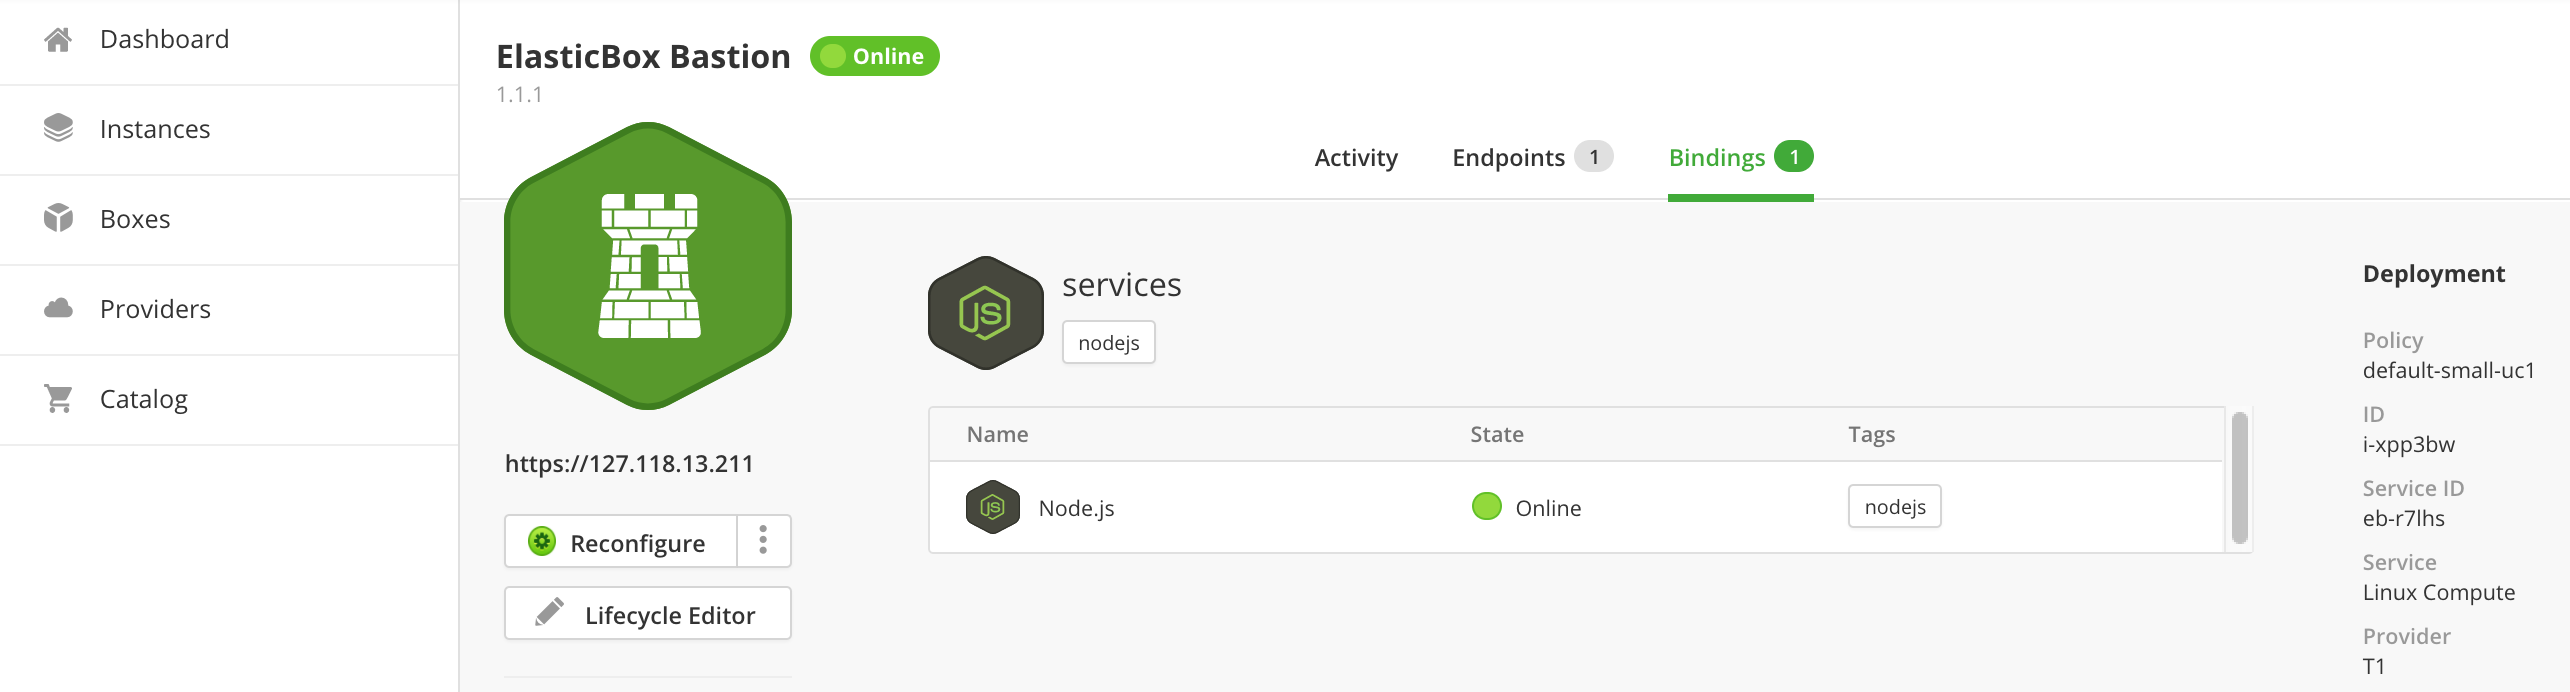 Dashboard
Instances
Boxes
Providers
Catalog
ElasticBox Bastion
Online
1.1.1
Activity
Endpoints 1
Bindings 1
https://127.118.13.211
Reconfigure
Lifecycle Editor
JS
services
nodejs
Name State Tags
JS Node.js Online nodejs
Deployment
Policy
default-small-uc1
ID
i-xpp3bw
Service ID
eb-r7lhs
Service
Linux Compute
Provider
T1